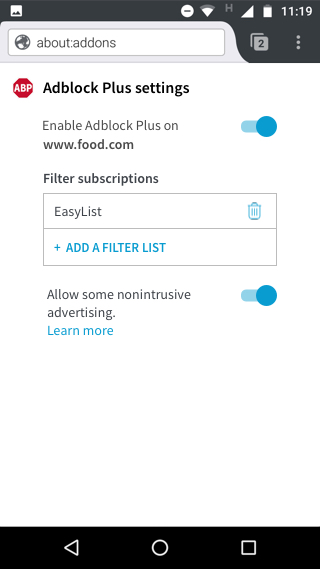 H 11:19
about:addons 2
ABP Adblock Plus settings
Enable Adblock Plus on
www.food.com
Filter subscriptions
EasyList
+ ADD A FILTER LIST
Allow some nonintrusive
advertising.
Learn more